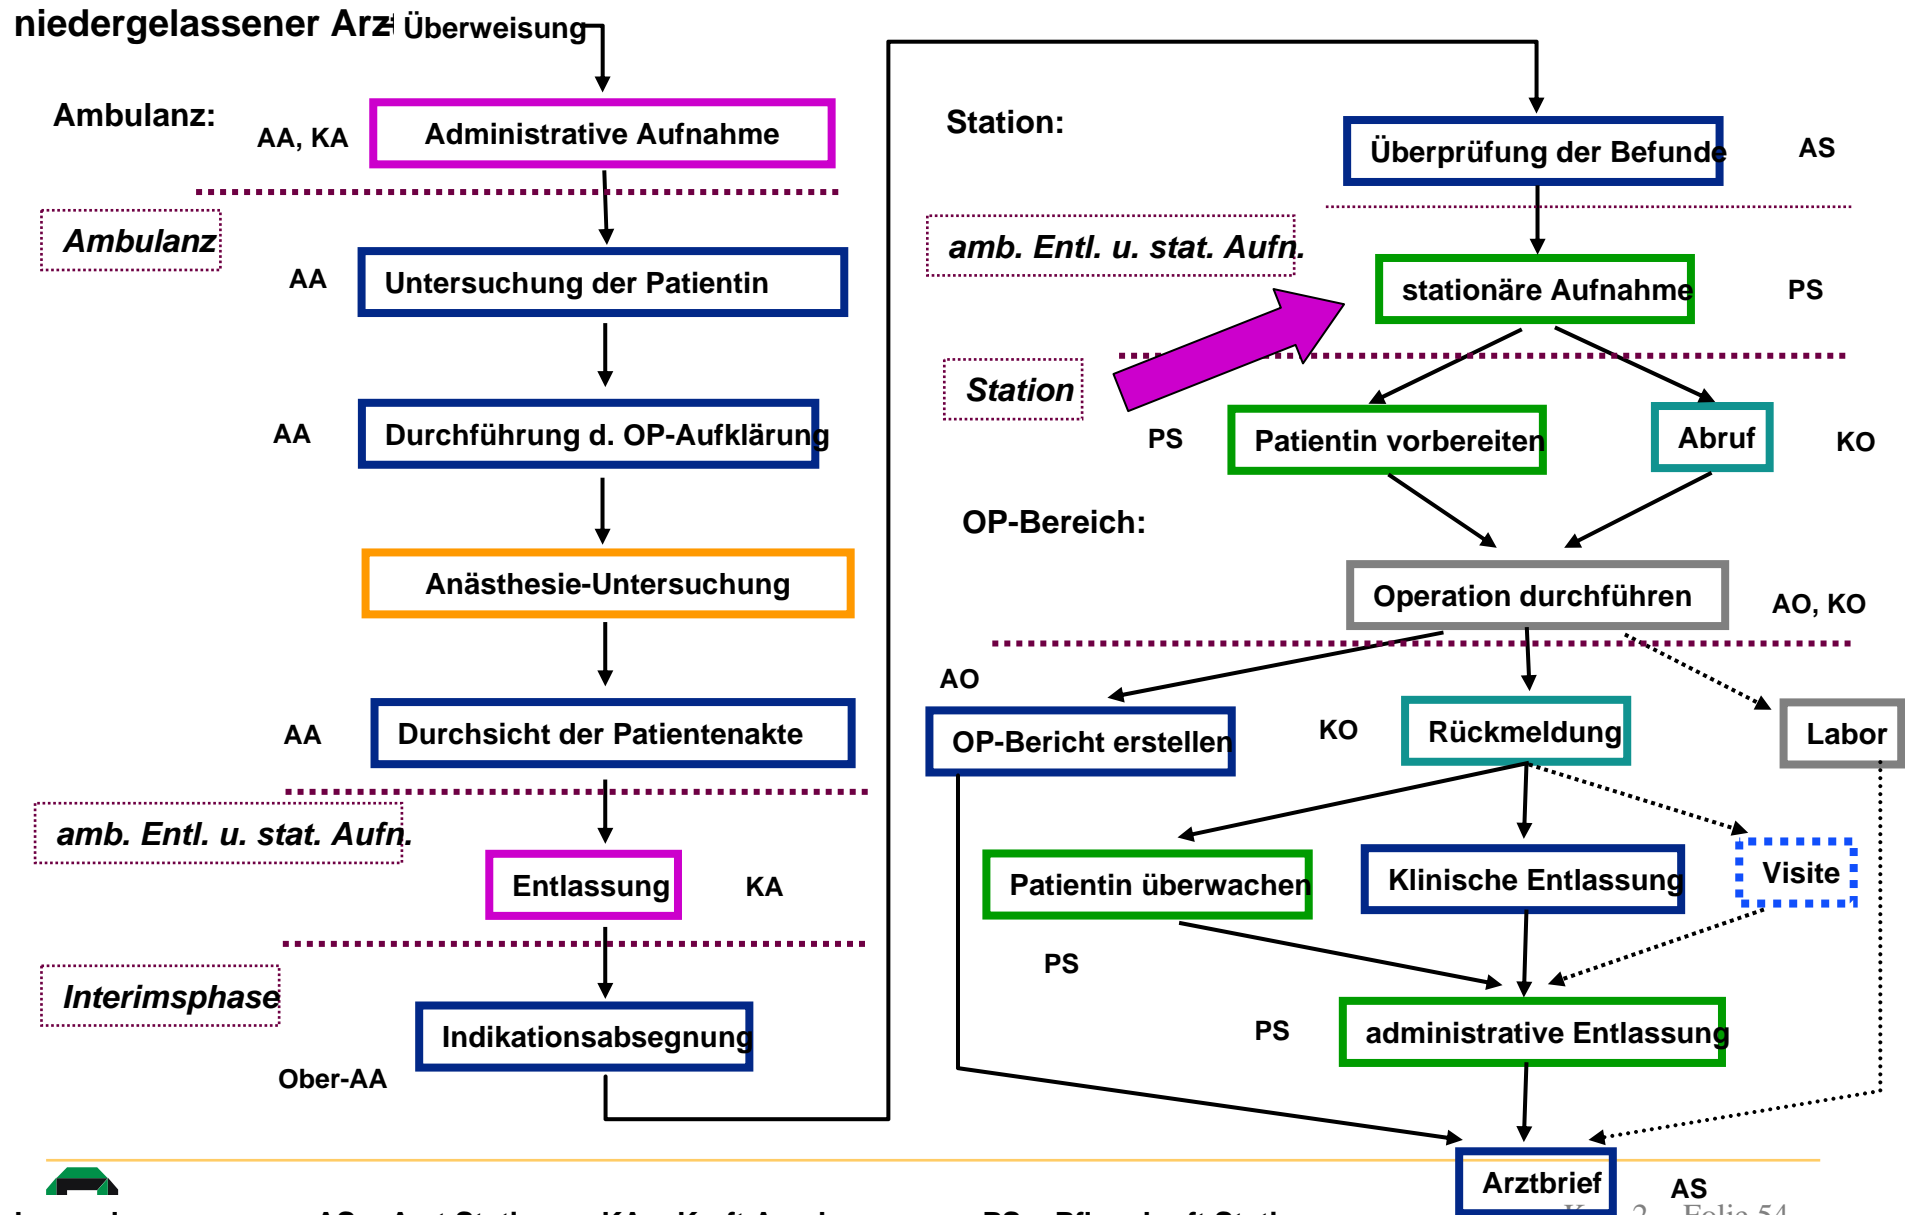 niedergelassener Arzt
Überweisung
Ambulanz:
AA, KA
Administrative Aufnahme
Ambulanz
AA
Untersuchung der Patientin
AA
Durchführung d. OP-Aufklärung
Anästhesie-Untersuchung
AA
Durchsicht der Patientenakte
amb. Entl. u. stat. Aufn.
Entlassung
KA
Interimsphase
Indikationsabsegnung
Ober-AA
Station:
Überprüfung der Befunde
AS
amb. Entl. u. stat. Aufn.
stationäre Aufnahme
PS
Station
PS
Patientin vorbereiten
Abruf
KO
OP-Bereich:
Operation durchführen
AO, KO
AO
OP-Bericht erstellen
KO
Rückmeldung
Labor
Patientin überwachen
Klinische Entlassung
Visite
PS
PS
administrative Entlassung
Arztbrief
AS
2
Folie 54